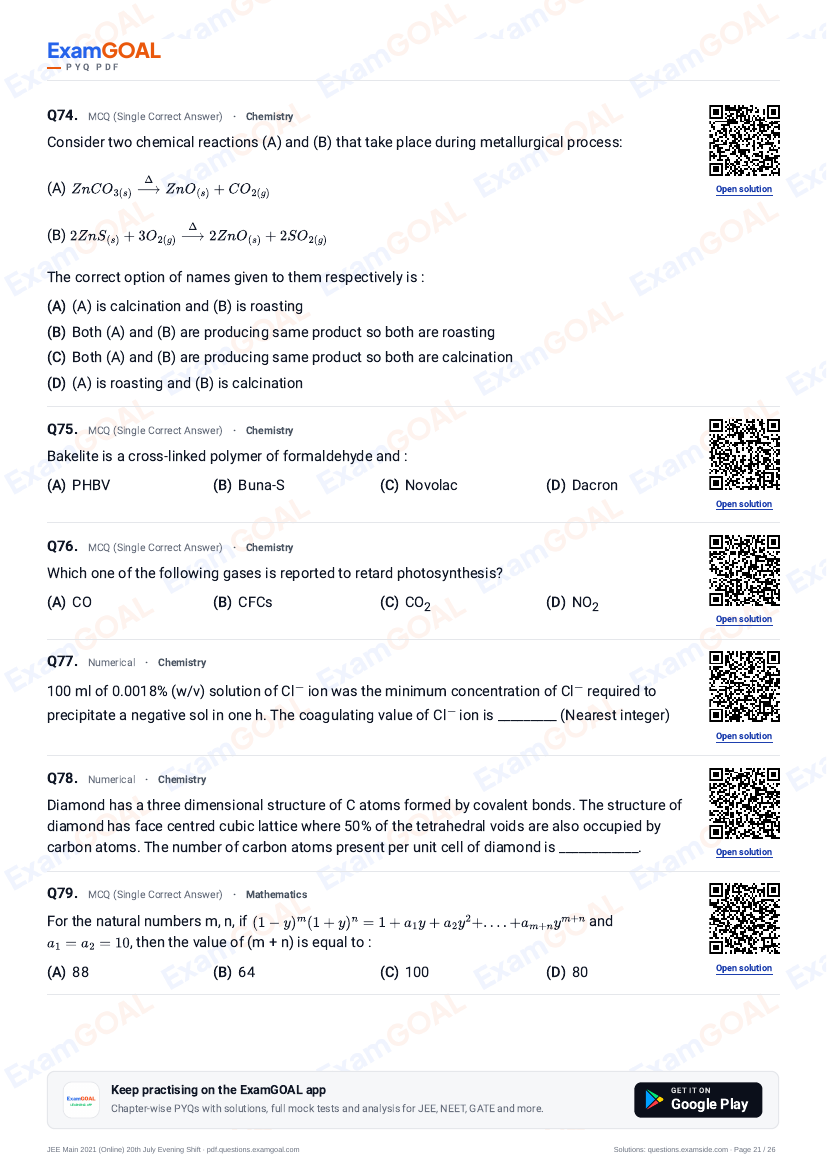 ExamGOAL
PYQ PDF
Q74. MCQ (Single Correct Answer) · Chemistry
Consider two chemical reactions (A) and (B) that take place during metallurgical process:
(A) ZnCO₃₍ₛ₎ —Δ→ ZnO₍ₛ₎ + CO₂(g)
(B) 2ZnS₍ₛ₎ + 3O₂(g) —Δ→ 2ZnO₍ₛ₎ + 2SO₂(g)
The correct option of names given to them respectively is :
(A) (A) is calcination and (B) is roasting
(B) Both (A) and (B) are producing same product so both are roasting
(C) Both (A) and (B) are producing same product so both are calcination
(D) (A) is roasting and (B) is calcination
Open solution
Q75. MCQ (Single Correct Answer) · Chemistry
Bakelite is a cross-linked polymer of formaldehyde and :
(A) PHBV (B) Buna-S (C) Novolac (D) Dacron
Open solution
Q76. MCQ (Single Correct Answer) · Chemistry
Which one of the following gases is reported to retard photosynthesis?
(A) CO (B) CFCs (C) CO₂ (D) NO₂
Open solution
Q77. Numerical · Chemistry
100 ml of 0.0018% (w/v) solution of Cl⁻ ion was the minimum concentration of Cl⁻ required to
precipitate a negative sol in one h. The coagulating value of Cl⁻ ion is _________ (Nearest integer)
Open solution
Q78. Numerical · Chemistry
Diamond has a three dimensional structure of C atoms formed by covalent bonds. The structure of
diamond has face centred cubic lattice where 50% of the tetrahedral voids are also occupied by
carbon atoms. The number of carbon atoms present per unit cell of diamond is ____________.
Open solution
Q79. MCQ (Single Correct Answer) · Mathematics
For the natural numbers m, n, if (1 − y)ᵐ(1 + y)ⁿ = 1 + a₁y + a₂y² +....+aₘ₊ₙyᵐ⁺ⁿ and
a₁ = a₂ = 10, then the value of (m + n) is equal to :
(A) 88 (B) 64 (C) 100 (D) 80
Open solution
Keep practising on the ExamGOAL app
Chapter-wise PYQs with solutions, full mock tests and analysis for JEE, NEET, GATE and more.
GET IT ON
Google Play
JEE Main 2021 (Online) 20th July Evening Shift · pdf.questions.examgoal.com Solutions: questions.examside.com · Page 21 / 26